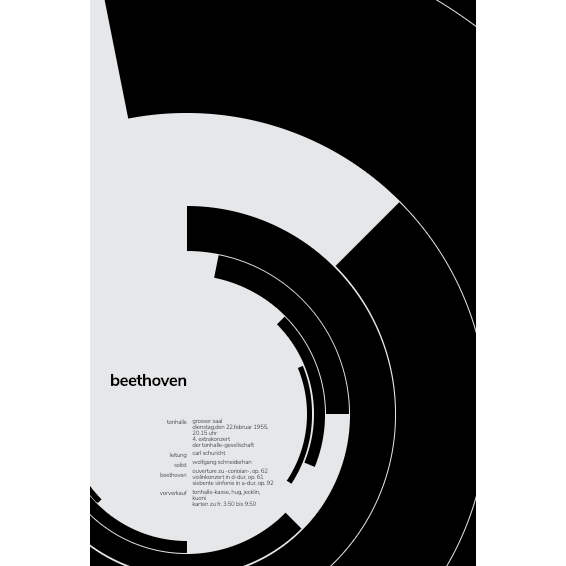 beethoven
tonhalle grosser saal
dienstag,den 22.februar 1955,
20.15 uhr
4. extrakonzert
der tonhalle-gesellschaft
leitung carl schuricht
solist wolfgang schneiderhan
beethoven ouverture zu «corolan», op. 62
violinkonzert in d-dur, op. 61
siebente sinfonie in a-dur, op. 92
vorverkauf tonhalle-kasse, hug, jecklin,
kuoni
karten zu fr. 3.50 bis 9.50